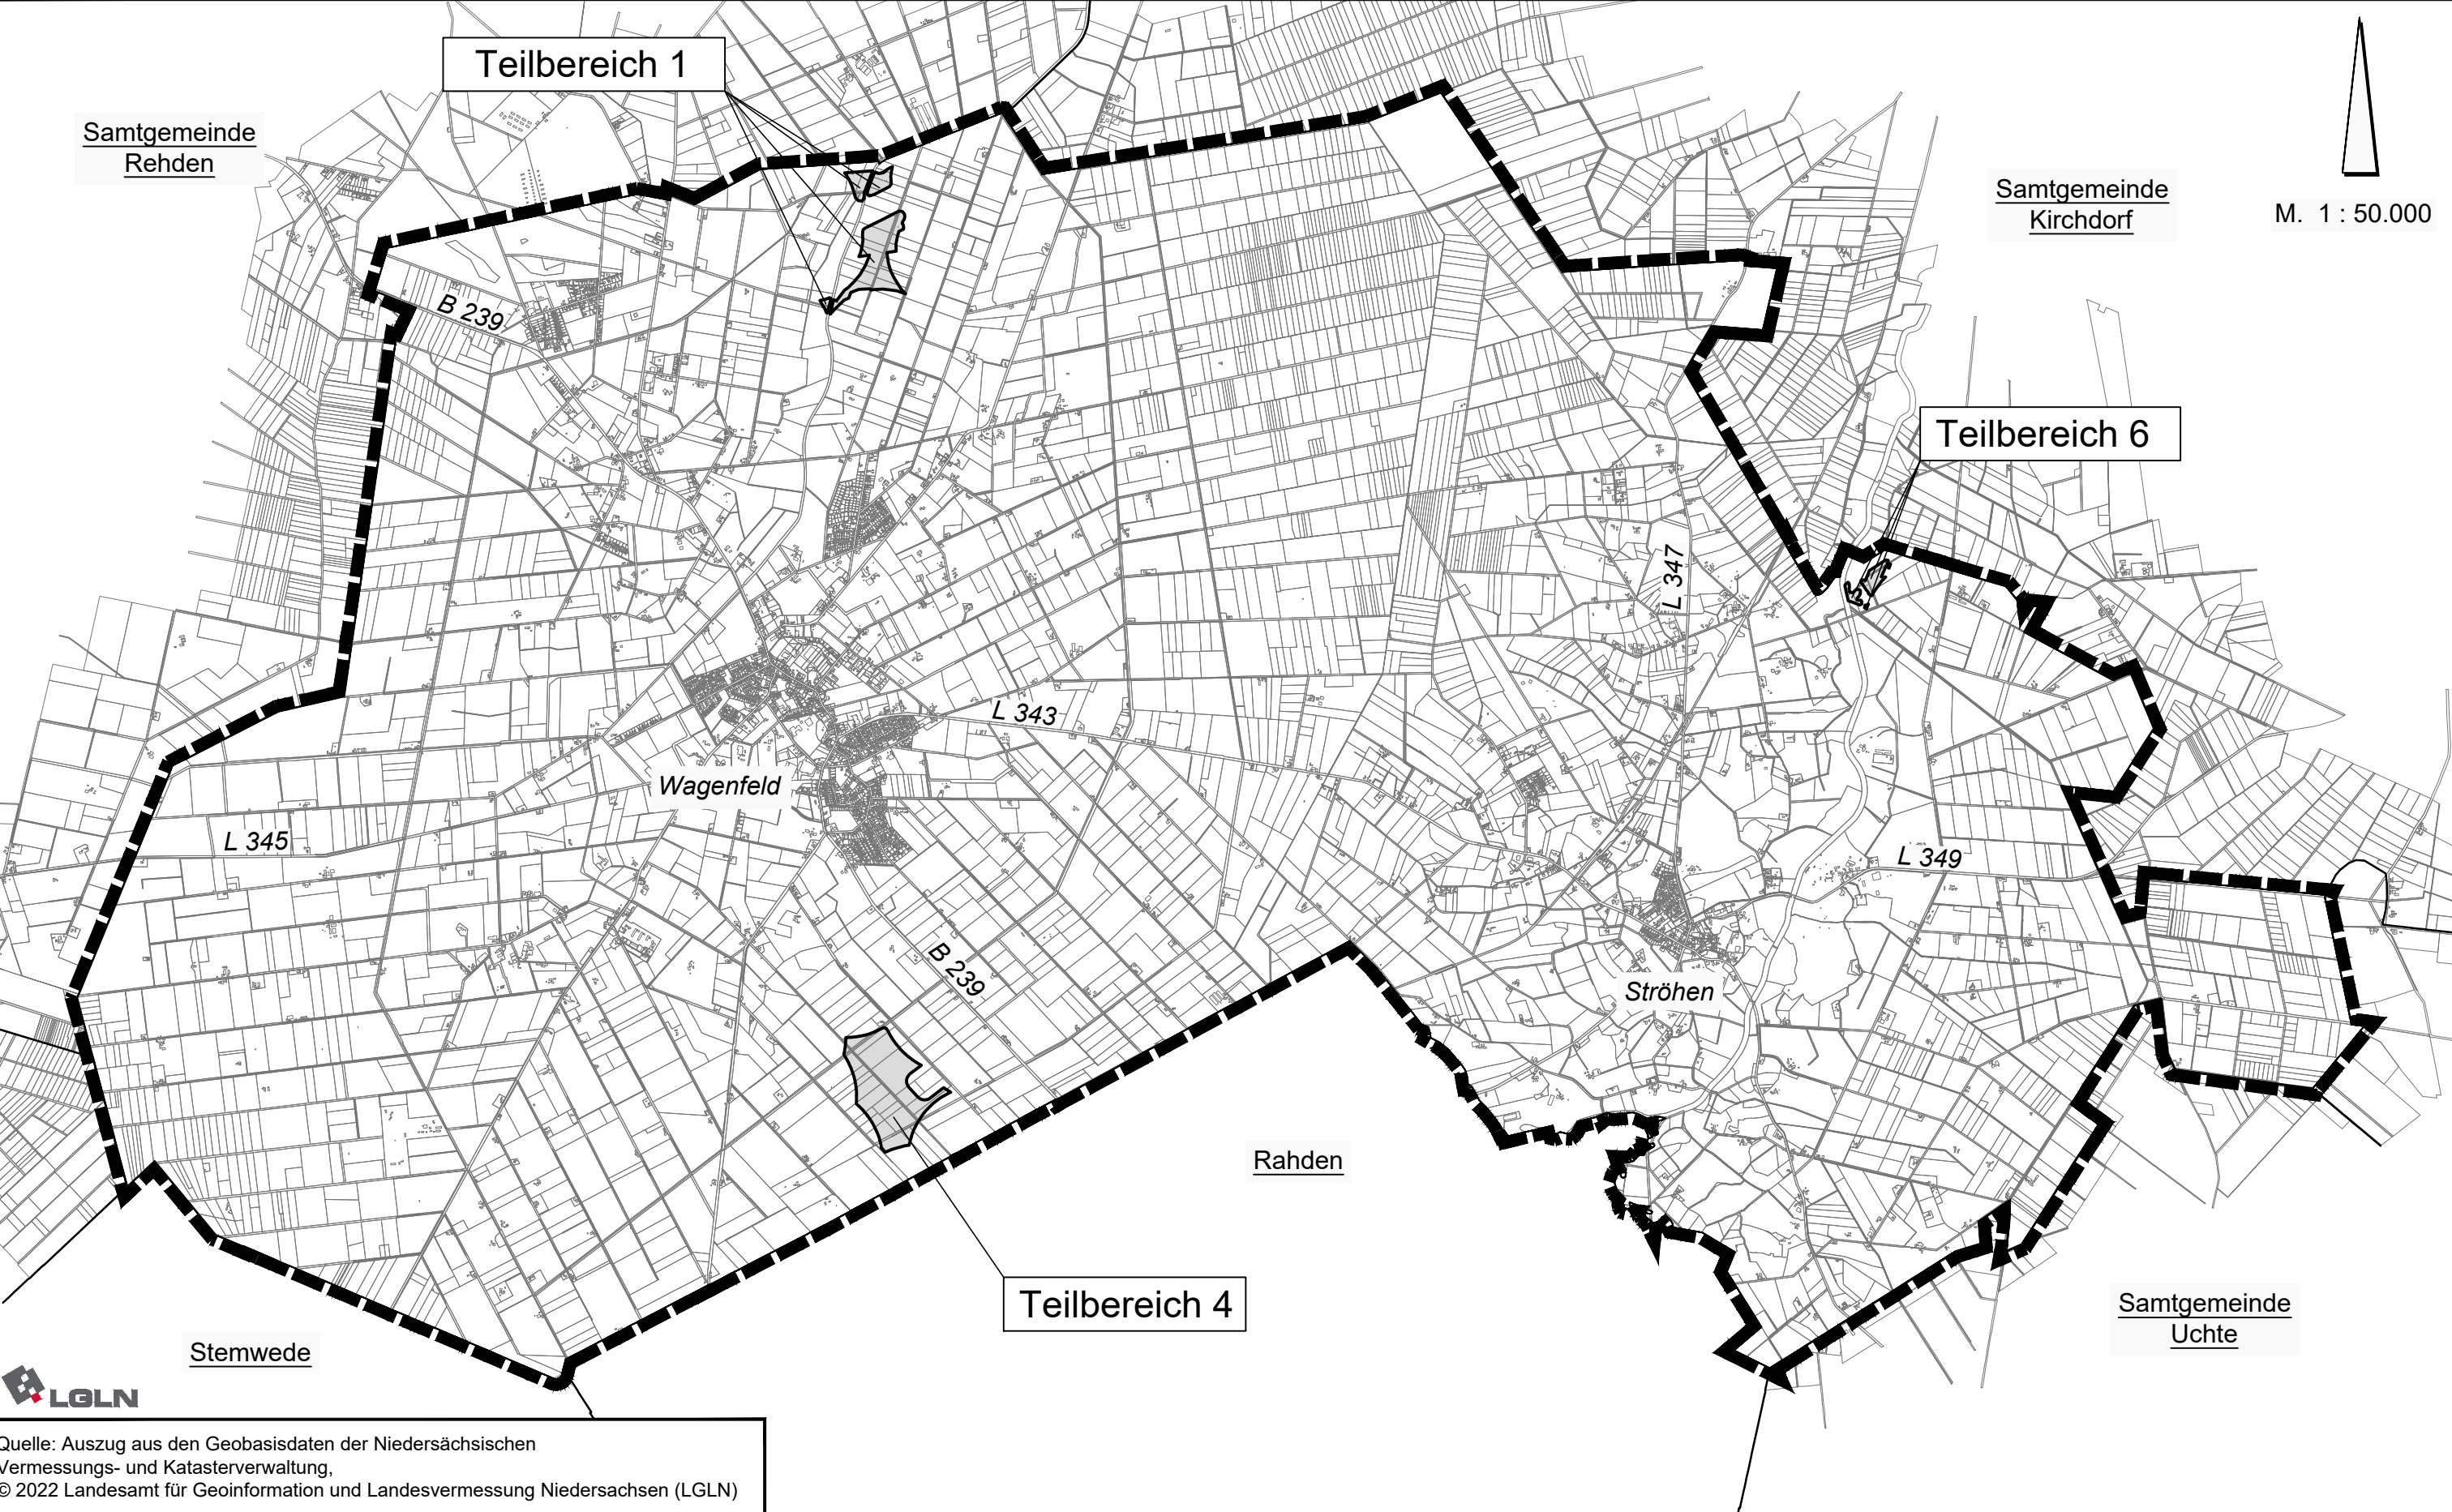 Teilbereich 1
Samtgemeinde
Rehden
Samtgemeinde
Kirchdorf
M. 1 : 50.000
B 239
Teilbereich 6
L 347
L 343
Wagenfeld
L 345
L 349
B 239
Ströhen
Rahden
Teilbereich 4
Samtgemeinde
Uchte
Stemwede
LGLN
Quelle: Auszug aus den Geobasisdaten der Niedersächsischen
Vermessungs- und Katasterverwaltung,
© 2022 Landesamt für Geoinformation und Landesvermessung Niedersachsen (LGLN)